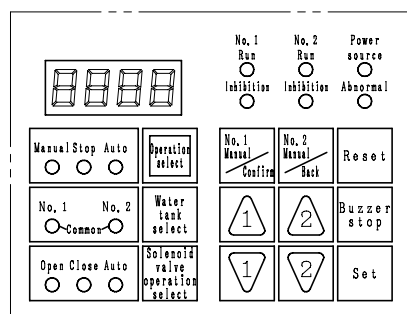 No. 1
Run
No. 2
Run
Power
source
Inhibition
Inhibition
Abnormal
8888
Manual Stop Auto
Operation
select
No. 1
Manual
Confirm
No. 2
Manual
Back
Reset
No. 1 No. 2
Common
Water
tank
select
1
2
Buzzer
stop
Open Close Auto
Solenoid
valve
operation
select
1
2
Set